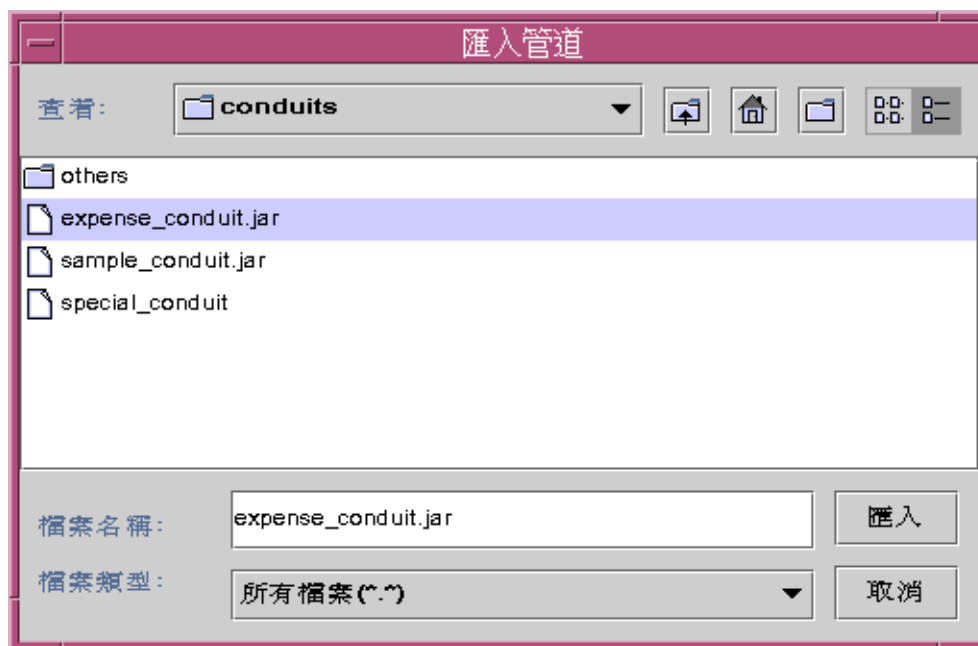 匯入管道
查看:
conduits
others
expense_conduit.jar
sample_conduit.jar
special_conduit
檔案名稱:
expense_conduit.jar
匯入
檔案類型:
所有檔案(*.*)
取消